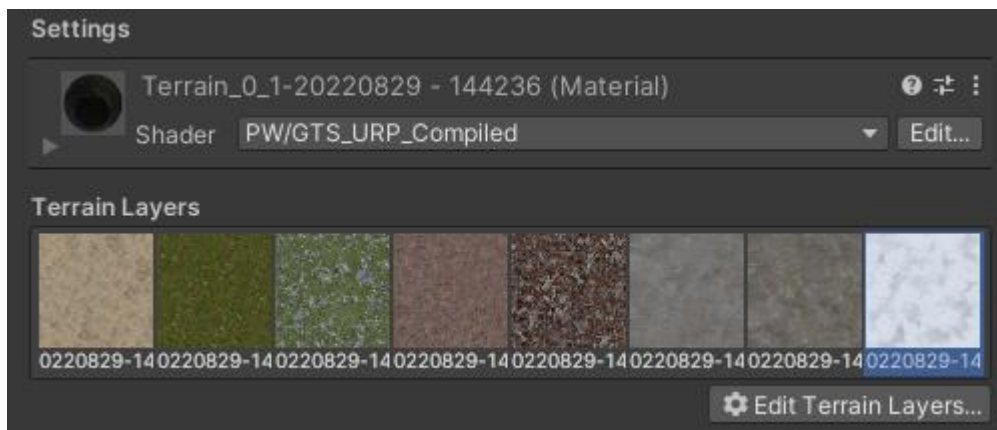 Settings
Terrain_0_1-20220829 - 144236 (Material)
Shader PW/GTS_URP_Compiled Edit...
Terrain Layers
0220829-14 0220829-14 0220829-14 0220829-14 0220829-14 0220829-14 0220829-14 0220829-14
Edit Terrain Layers...